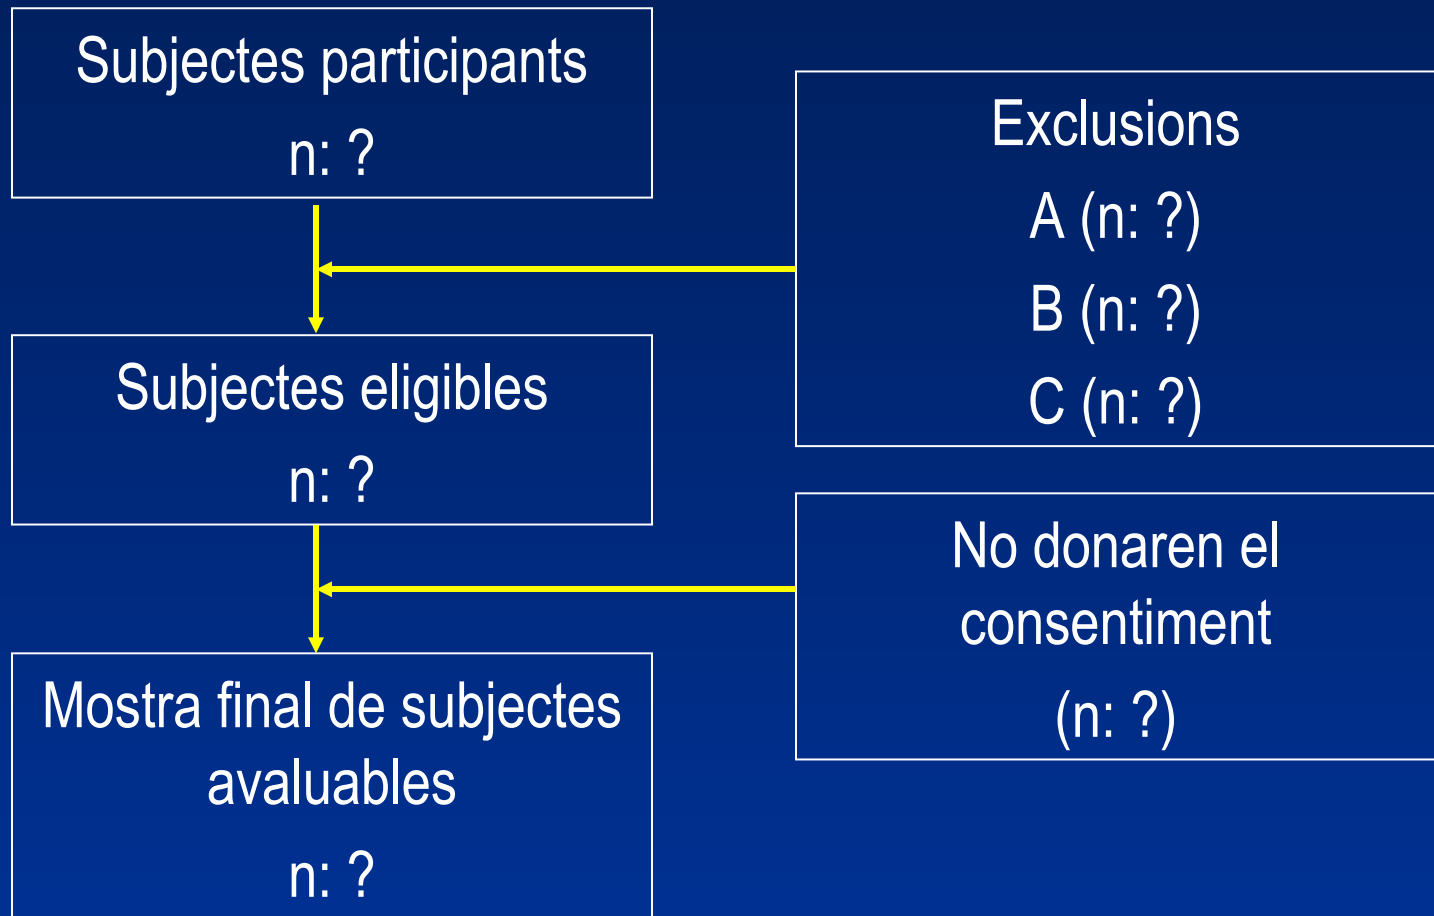 Subjectes participants
n: ?
Exclusions
A (n: ?)
B (n: ?)
C (n: ?)
Subjectes eligibles
n: ?
No donaren el
consentiment
(n: ?)
Mostra final de subjectes
avaluables
n: ?